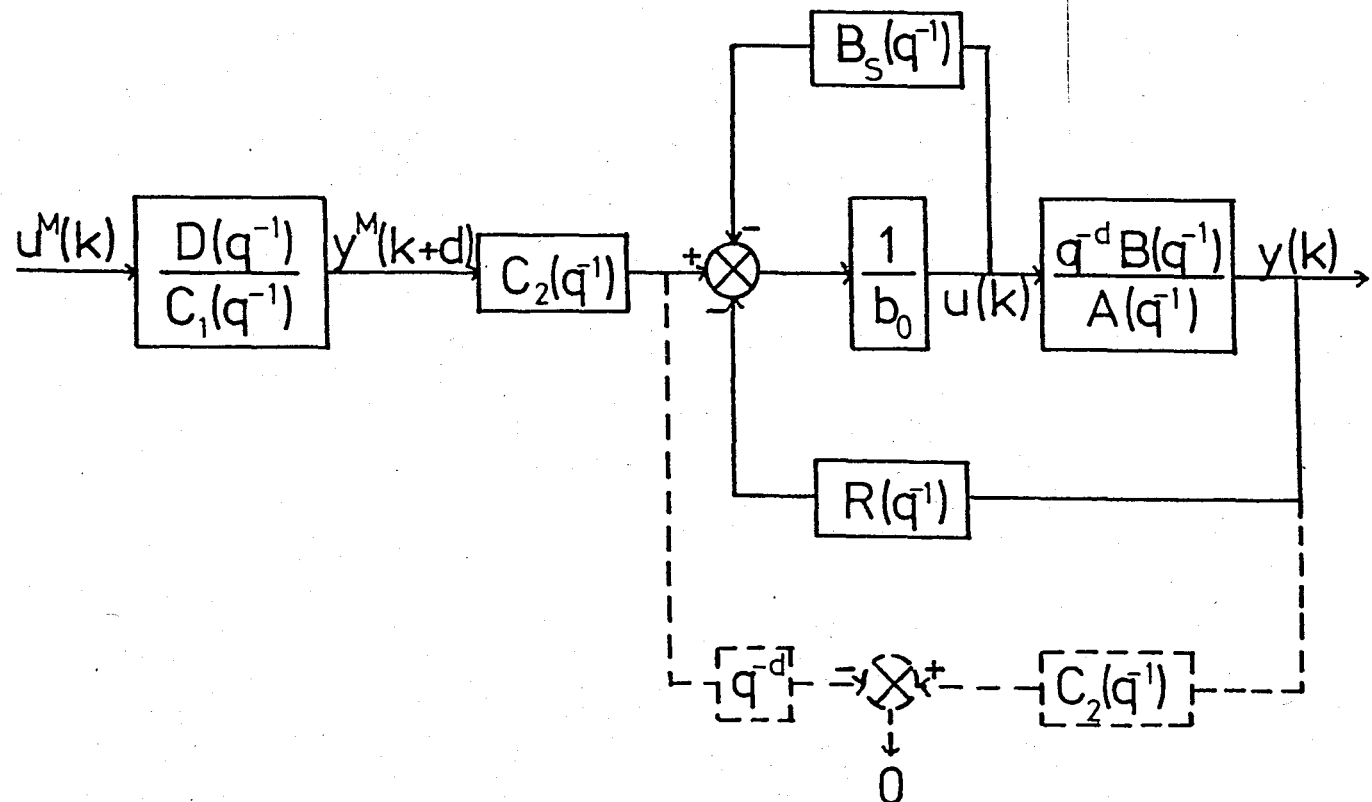 B_S(q^{-1})
u^M(k)
D(q^{-1})
C_1(q^{-1})
y^M(k+d)
C_2(q^{-1})
+
-
-
1
b_0
u(k)
q^{-d} B(q^{-1})
A(q^{-1})
y(k)
R(q^{-1})
q^{-d}
-
+
C_2(q^{-1})
0